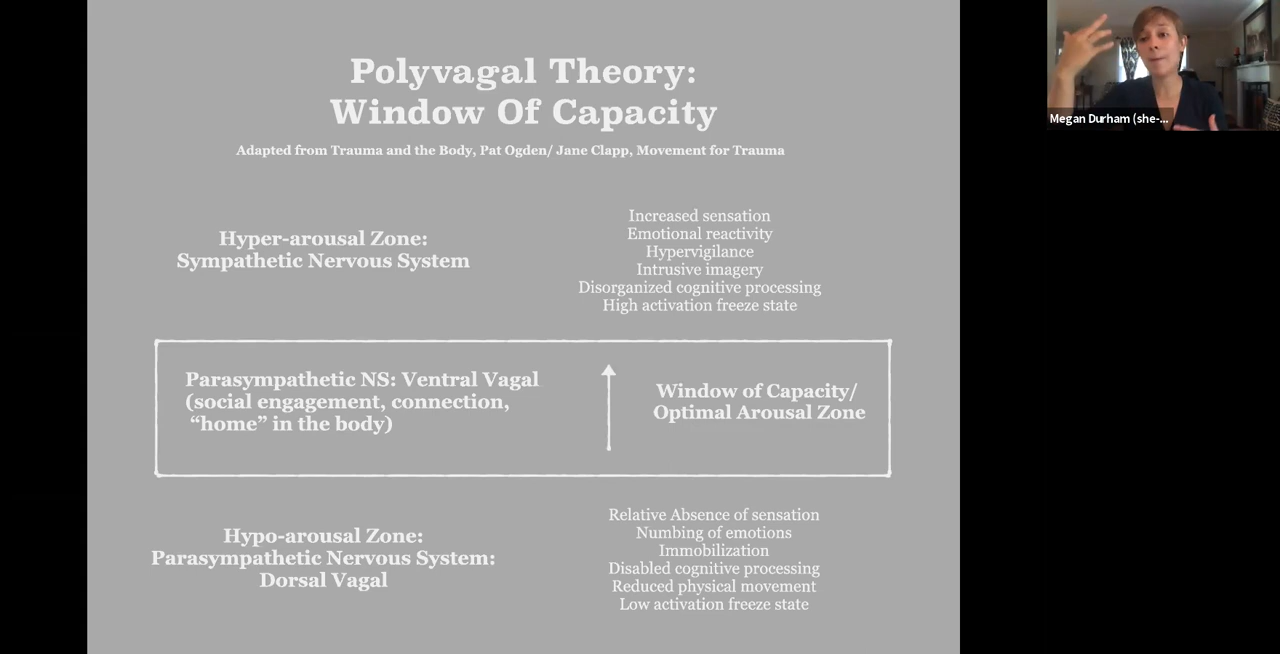 Polyvagal Theory:
Window Of Capacity
Adapted from Trauma and the Body, Pat Ogden/ Jane Clapp, Movement for Trauma
Hyper-arousal Zone:
Sympathetic Nervous System
Increased sensation
Emotional reactivity
Hypervigilance
Intrusive imagery
Disorganized cognitive processing
High activation freeze state
Parasympathetic NS: Ventral Vagal
(social engagement, connection,
“home” in the body)
Window of Capacity/
Optimal Arousal Zone
Hypo-arousal Zone:
Parasympathetic Nervous System:
Dorsal Vagal
Relative Absence of sensation
Numbing of emotions
Immobilization
Disabled cognitive processing
Reduced physical movement
Low activation freeze state
Megan Durham (she-...